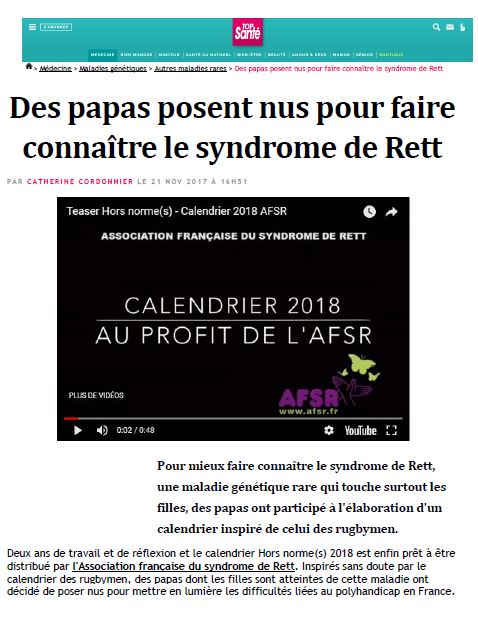 S'ABONNER
TOP
Santé
MÉDECINE BIEN MANGER MINCEUR SANTÉ AU NATUREL BIEN-ÊTRE BEAUTÉ AMOUR & SEXO MAMAN SÉNIOR BOUTIQUE
> Médecine > Maladies génétiques > Autres maladies rares > Des papas posent nus pour faire connaître le syndrome de Rett
Des papas posent nus pour faire
connaître le syndrome de Rett
PAR CATHERINE CORDONNIER LE 21 NOV 2017 À 16H51
Teaser Hors norme(s) - Calendrier 2018 AFSR
ASSOCIATION FRANÇAISE DU SYNDROME DE RETT
CALENDRIER 2018
AU PROFIT DE L'AFSR
PLUS DE VIDÉOS
AFSR
www.afsr.fr
0:02 / 0:48
YouTube
Pour mieux faire connaître le syndrome de Rett,
une maladie génétique rare qui touche surtout les
filles, des papas ont participé à l'élaboration d'un
calendrier inspiré de celui des rugbymen.
Deux ans de travail et de réflexion et le calendrier Hors norme(s) 2018 est enfin prêt à être
distribué par l'Association française du syndrome de Rett. Inspirés sans doute par le
calendrier des rugbymen, des papas dont les filles sont atteintes de cette maladie ont
décidé de poser nus pour mettre en lumière les difficultés liées au polyhandicap en France.